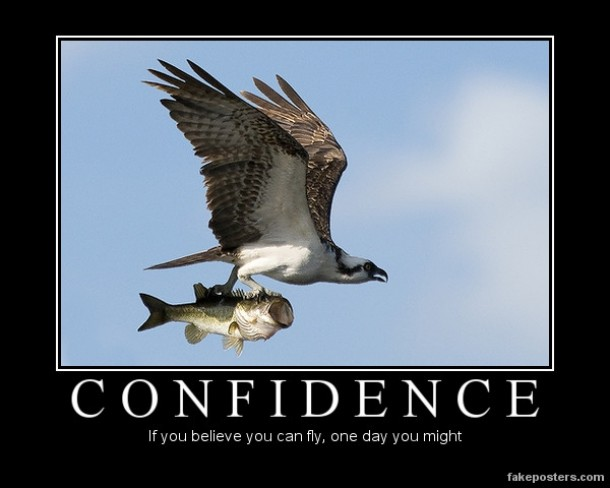 CONFIDENCE
If you believe you can fly, one day you might
fakeposters.com